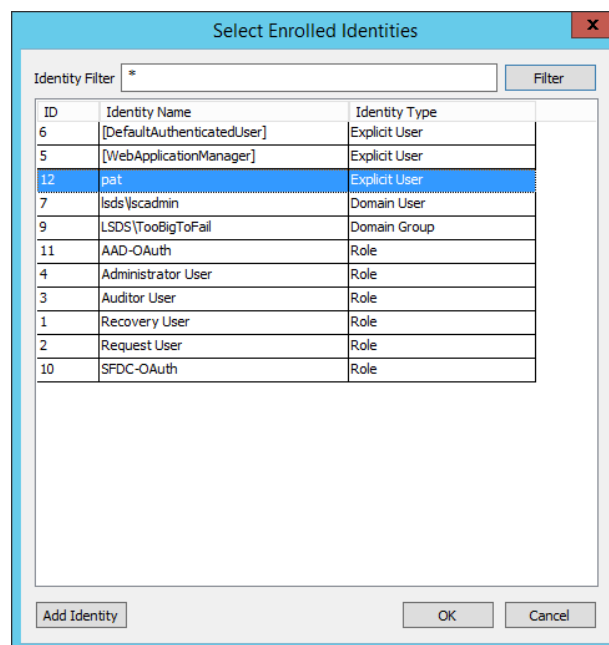 Select Enrolled Identities
x
Identity Filter * Filter
ID Identity Name Identity Type
6 [DefaultAuthenticatedUser] Explicit User
5 [WebApplicationManager] Explicit User
12 pat Explicit User
7 lsds\lscadmin Domain User
9 LSDS\TooBigToFail Domain Group
11 AAD-OAuth Role
4 Administrator User Role
3 Auditor User Role
1 Recovery User Role
2 Request User Role
10 SFDC-OAuth Role
Add Identity OK Cancel